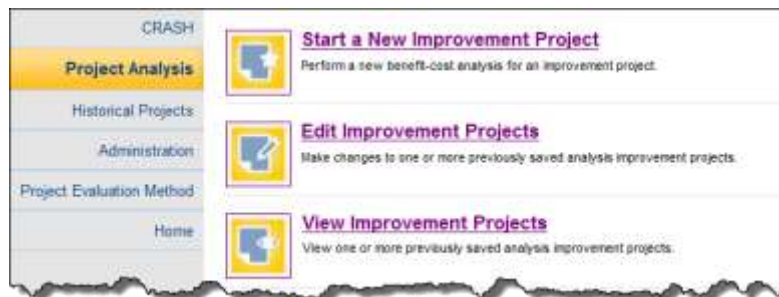 CRASH
Project Analysis
Historical Projects
Administration
Project Evaluation Method
Home
Start a New Improvement Project
Perform a new benefit-cost analysis for an improvement project.
Edit Improvement Projects
Make changes to one or more previously saved analysis improvement projects.
View Improvement Projects
View one or more previously saved analysis improvement projects.